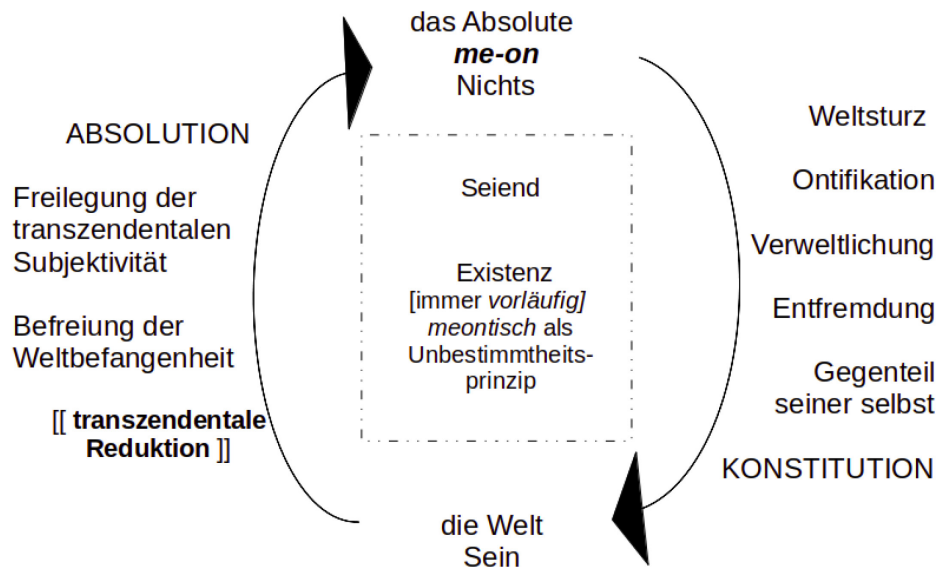 das Absolute
me-on
Nichts
ABSOLUTION
Freilegung der
transzendentalen
Subjektivität
Befreiung der
Weltbefangenheit
[[ transzendentale
Reduktion ]]
Seiend
Existenz
[immer vorläufig]
meontisch als
Unbestimmtheits-
prinzip
Weltsturz
Ontifikation
Verweltlichung
Entfremdung
Gegenteil
seiner selbst
KONSTITUTION
die Welt
Sein